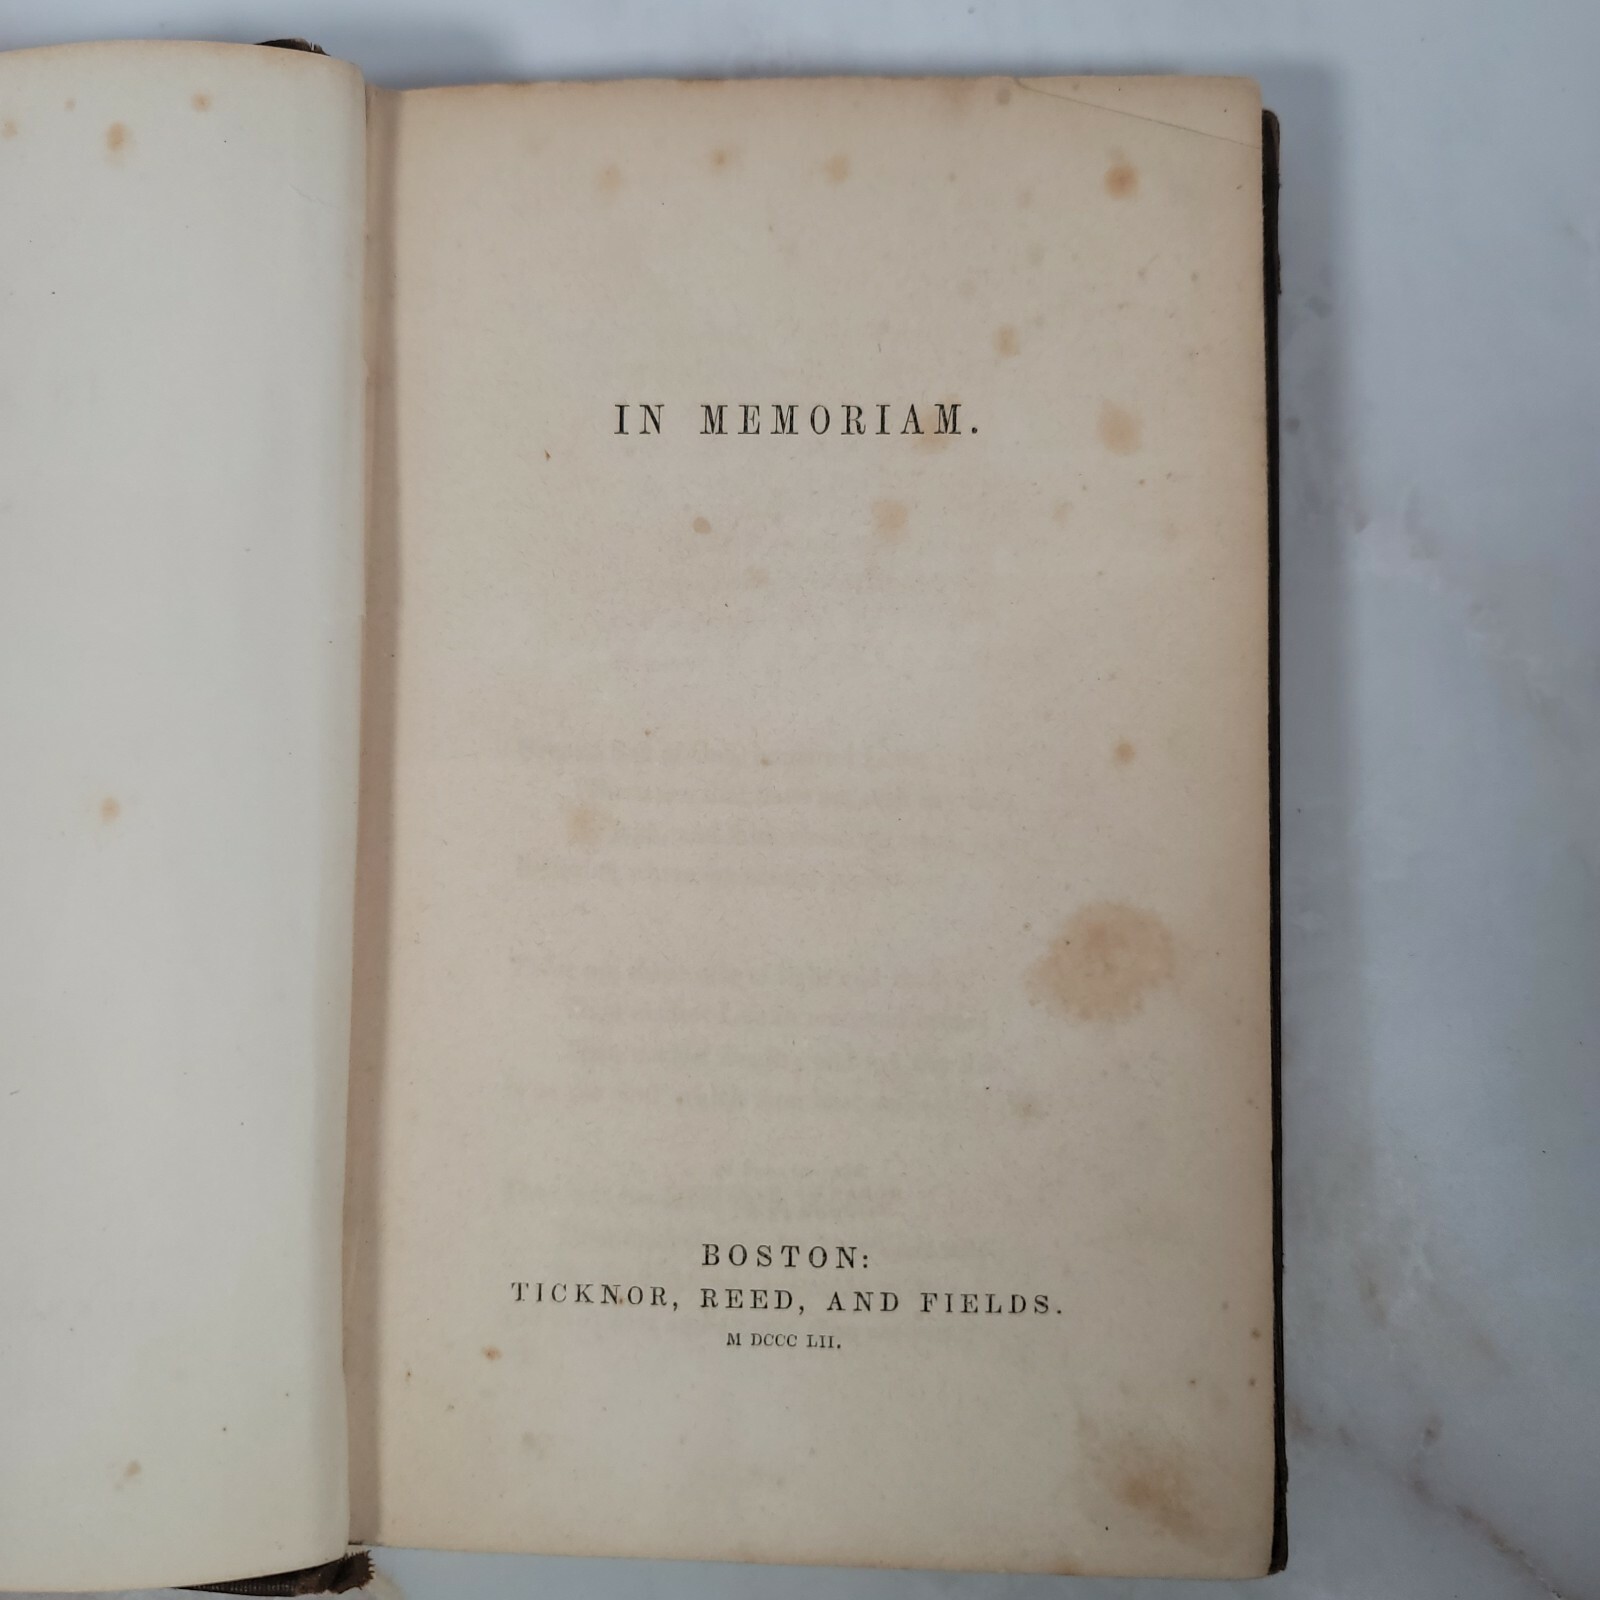 IN MEMORIAM.
BOSTON:
TICKNOR, REED, AND FIELDS.
M DCCC LII.